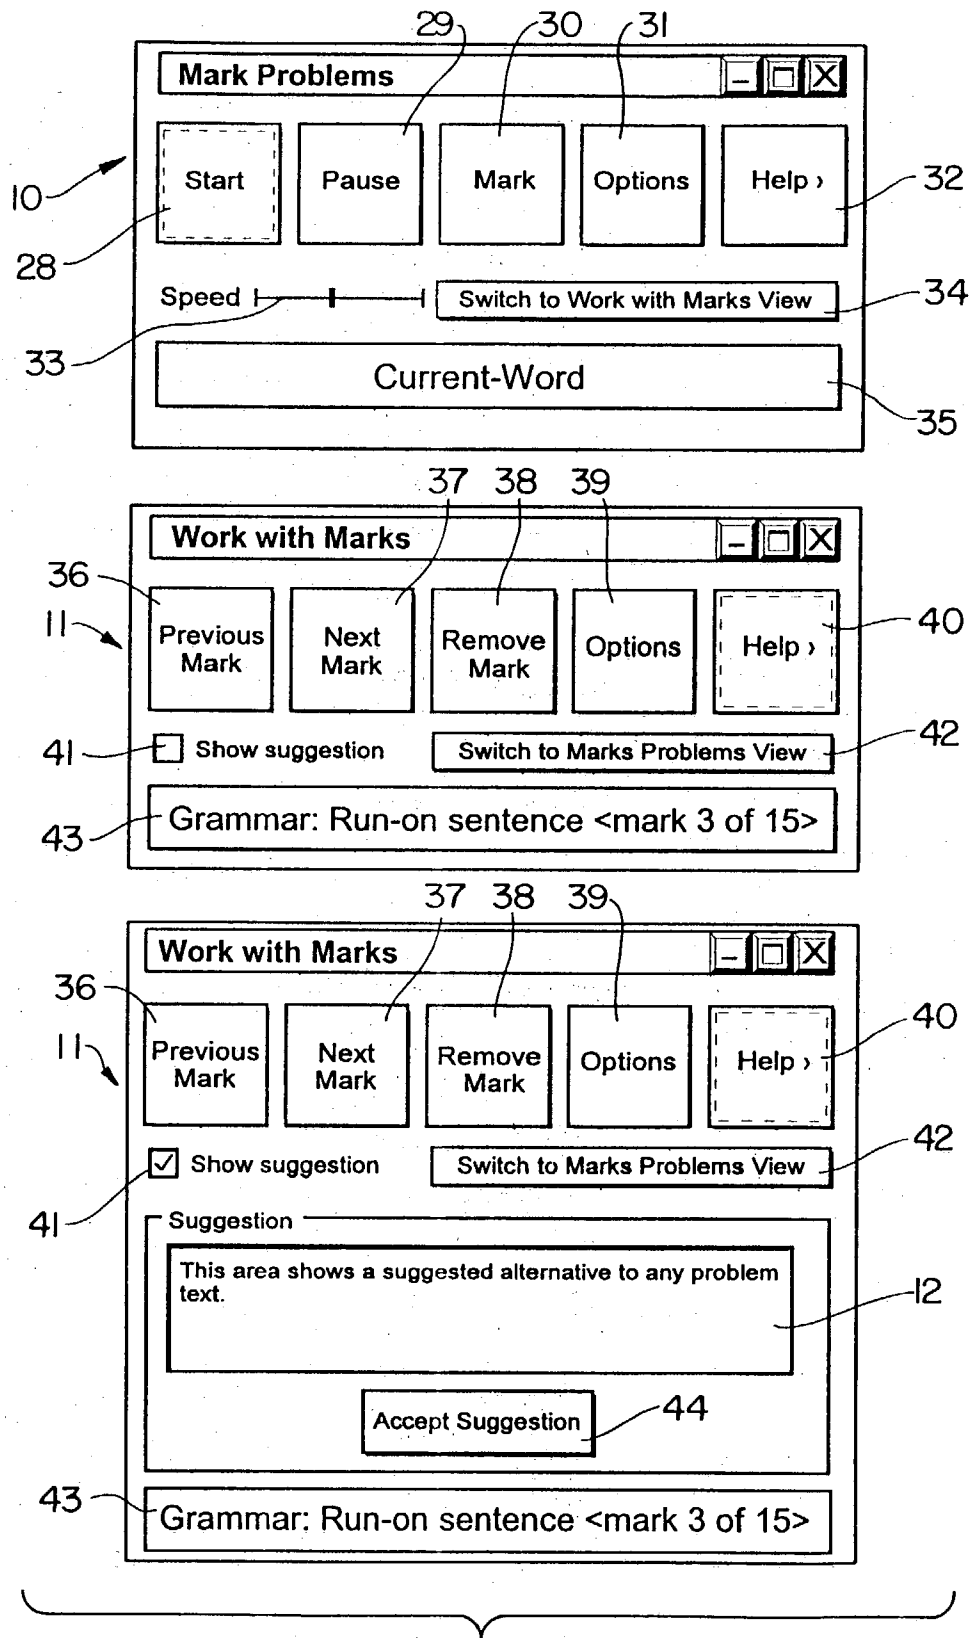 29 30 31
Mark Problems
10
Start Pause Mark Options Help ›
32
28
Speed Switch to Work with Marks View
34
33
Current-Word
35
37 38 39
Work with Marks
36
11
Previous Mark
Next Mark
Remove Mark
Options
Help ›
40
41
Show suggestion
Switch to Marks Problems View
42
43
Grammar: Run-on sentence <mark 3 of 15>
37 38 39
Work with Marks
36
11
Previous Mark
Next Mark
Remove Mark
Options
Help ›
40
Show suggestion
Switch to Marks Problems View
42
41
Suggestion
This area shows a suggested alternative to any problem
text.
12
Accept Suggestion
44
43
Grammar: Run-on sentence <mark 3 of 15>